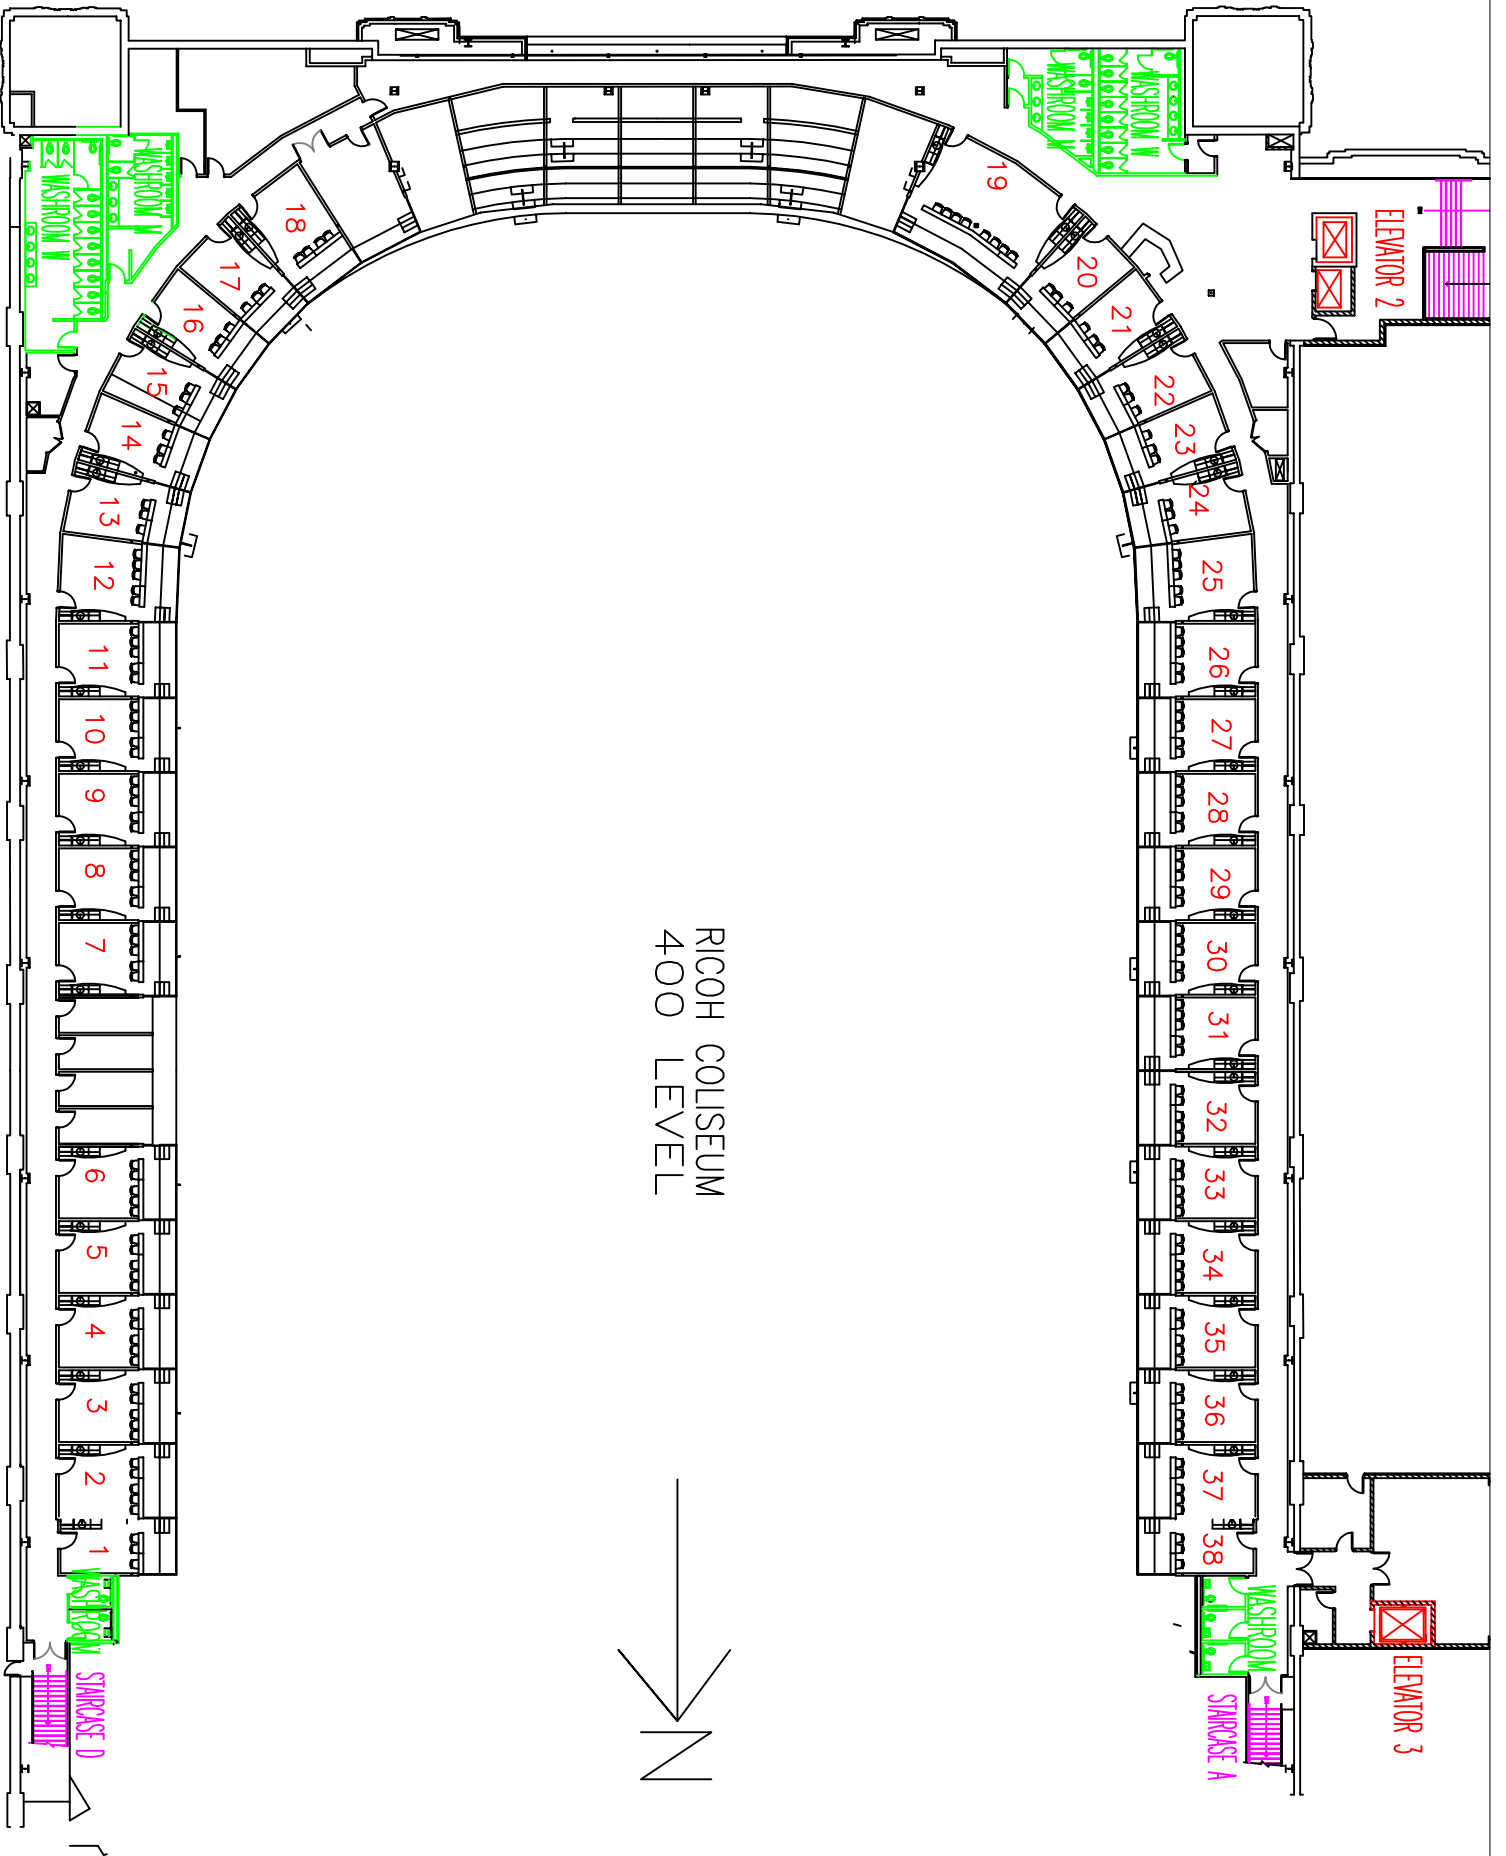 WASHROOM M
WASHROOM W
WASHROOM W
WASHROOM M
ELEVATOR 2
18
19
17
20
16
21
15
22
14
23
13
24
12
25
11
26
10
27
9
28
8
29
7
30
31
32
6
33
5
34
4
35
3
36
2
37
1
38
RICOH COLISEUM
400 LEVEL
N
WASHROOM
WASHROOM
STAIRCASE D
STAIRCASE A
ELEVATOR 3